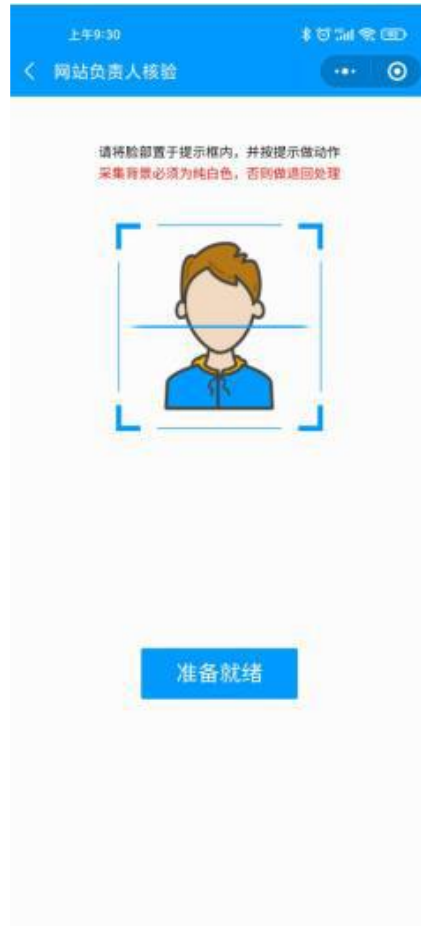 上午9:30
网站负责人核验
请将脸部置于提示框内，并按提示做动作
采集背景必须为纯白色，否则做退回处理
准备就绪